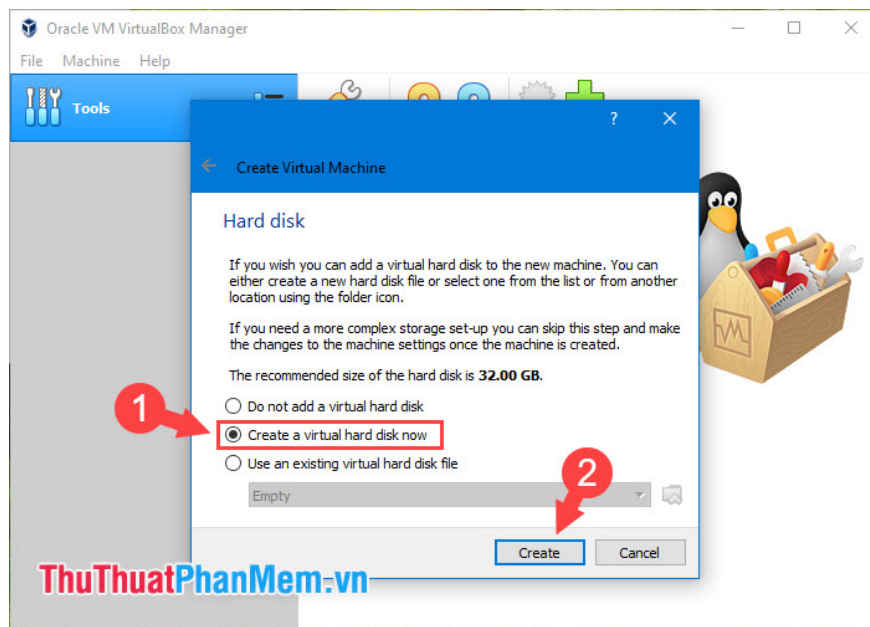 Oracle VM VirtualBox Manager
File Machine Help
Tools
?
Create Virtual Machine
Hard disk
If you wish you can add a virtual hard disk to the new machine. You can
either create a new hard disk file or select one from the list or from another
location using the folder icon.
If you need a more complex storage set-up you can skip this step and make
the changes to the machine settings once the machine is created.
The recommended size of the hard disk is 32.00 GB.
Do not add a virtual hard disk
1
Create a virtual hard disk now
Use an existing virtual hard disk file
2
Empty
Create Cancel
ThuThuatPhanMem.vn